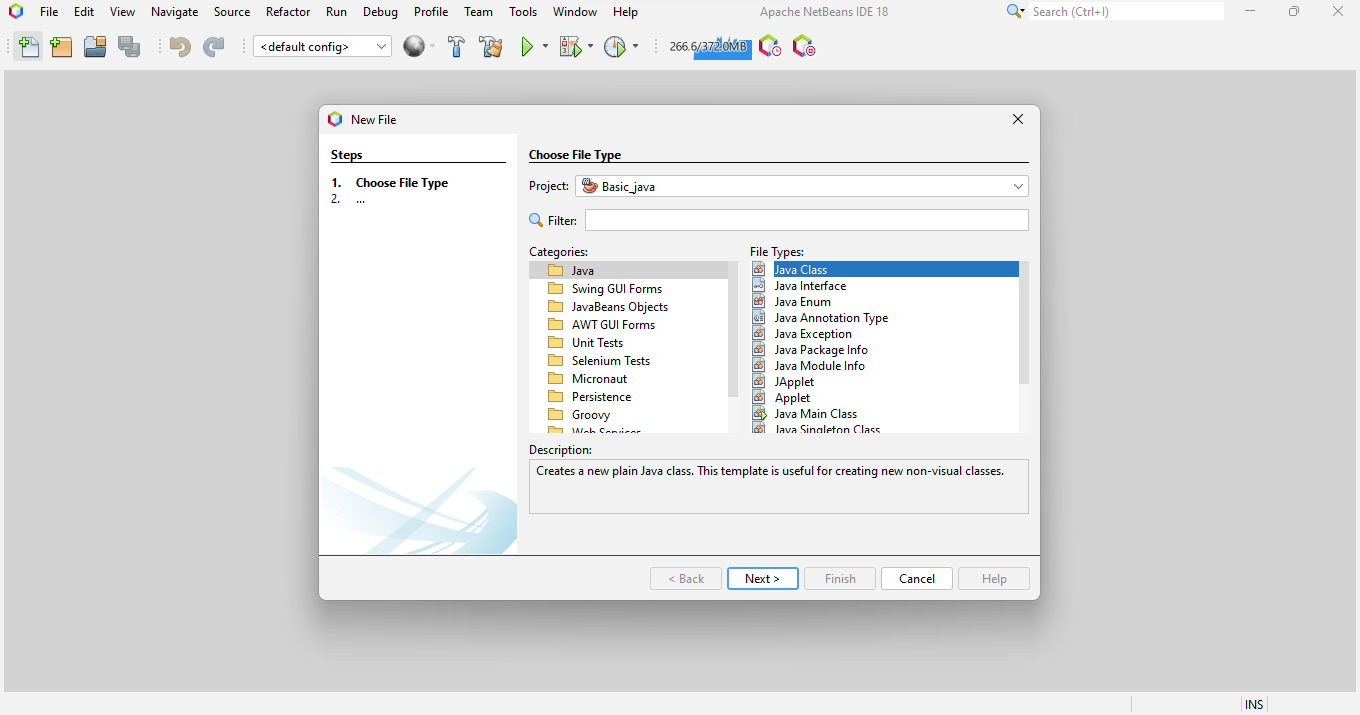 File Edit View Navigate Source Refactor Run Debug Profile Team Tools Window Help Apache NetBeans IDE 18 Search (Ctrl+I)
<default config> 266.6/372.0MB
New File
Steps
1. Choose File Type
2. ...
Choose File Type
Project: Basic_java
Filter:
Categories:
Java
Swing GUI Forms
JavaBeans Objects
AWT GUI Forms
Unit Tests
Selenium Tests
Micronaut
Persistence
Groovy
Web Services
File Types:
Java Class
Java Interface
Java Enum
Java Annotation Type
Java Exception
Java Package Info
Java Module Info
JApplet
Applet
Java Main Class
Java Singleton Class
Description:
Creates a new plain Java class. This template is useful for creating new non-visual classes.
< Back Next > Finish Cancel Help
INS